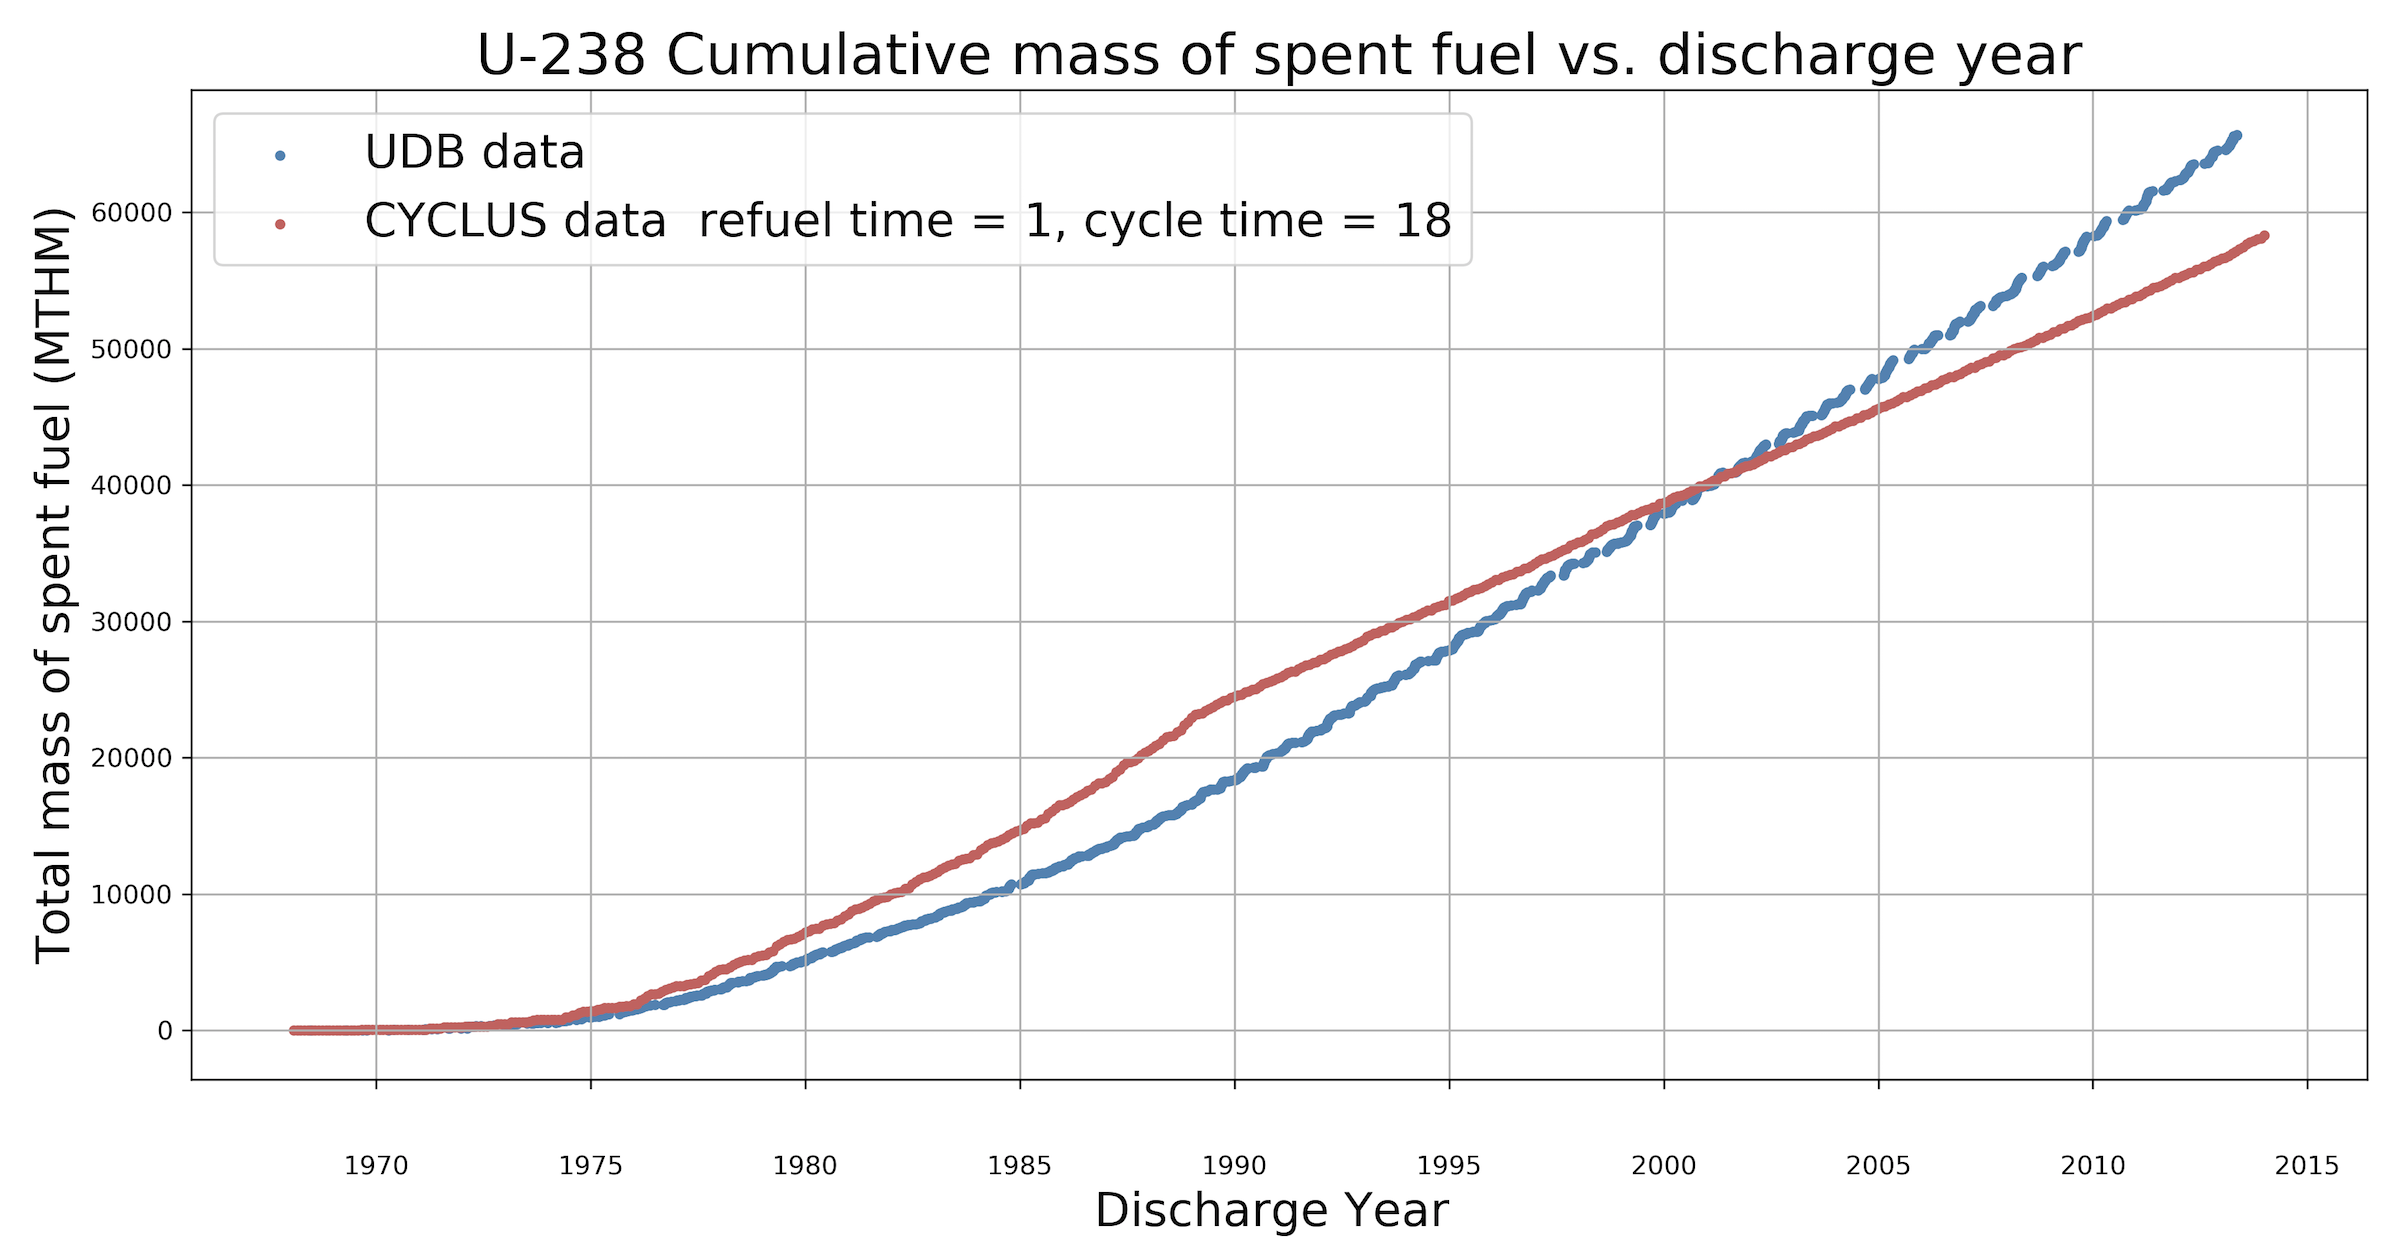 U-238 Cumulative mass of spent fuel vs. discharge year
UDB data
CYCLUS data  refuel time = 1, cycle time = 18
Total mass of spent fuel (MTHM)
60000
50000
40000
30000
20000
10000
0
1970 1975 1980 1985 1990 1995 2000 2005 2010 2015
Discharge Year